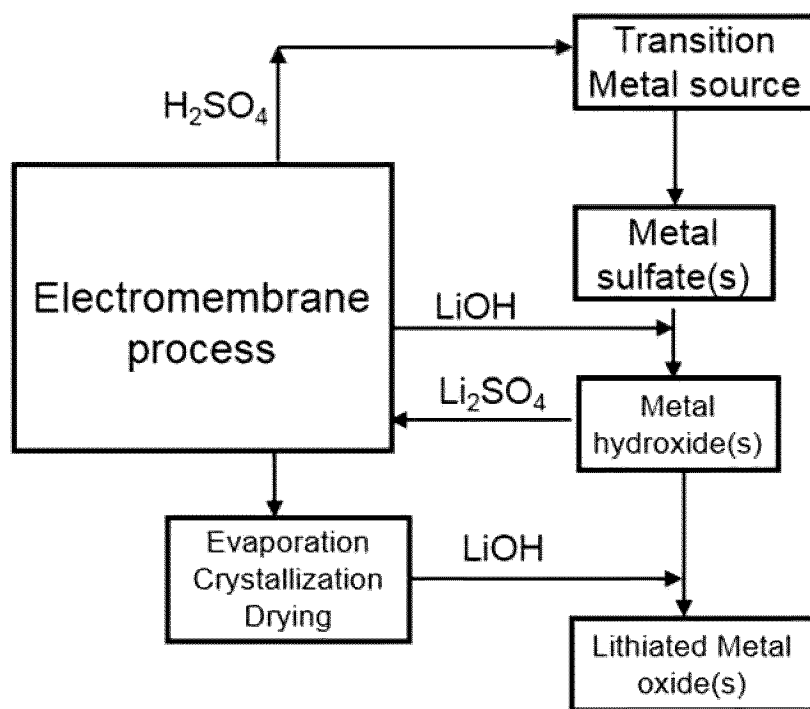 Transition
Metal source
H₂SO₄
Metal
sulfate(s)
Electromembrane
process
LiOH
Li₂SO₄
Metal
hydroxide(s)
Evaporation
Crystallization
Drying
LiOH
Lithiated Metal
oxide(s)